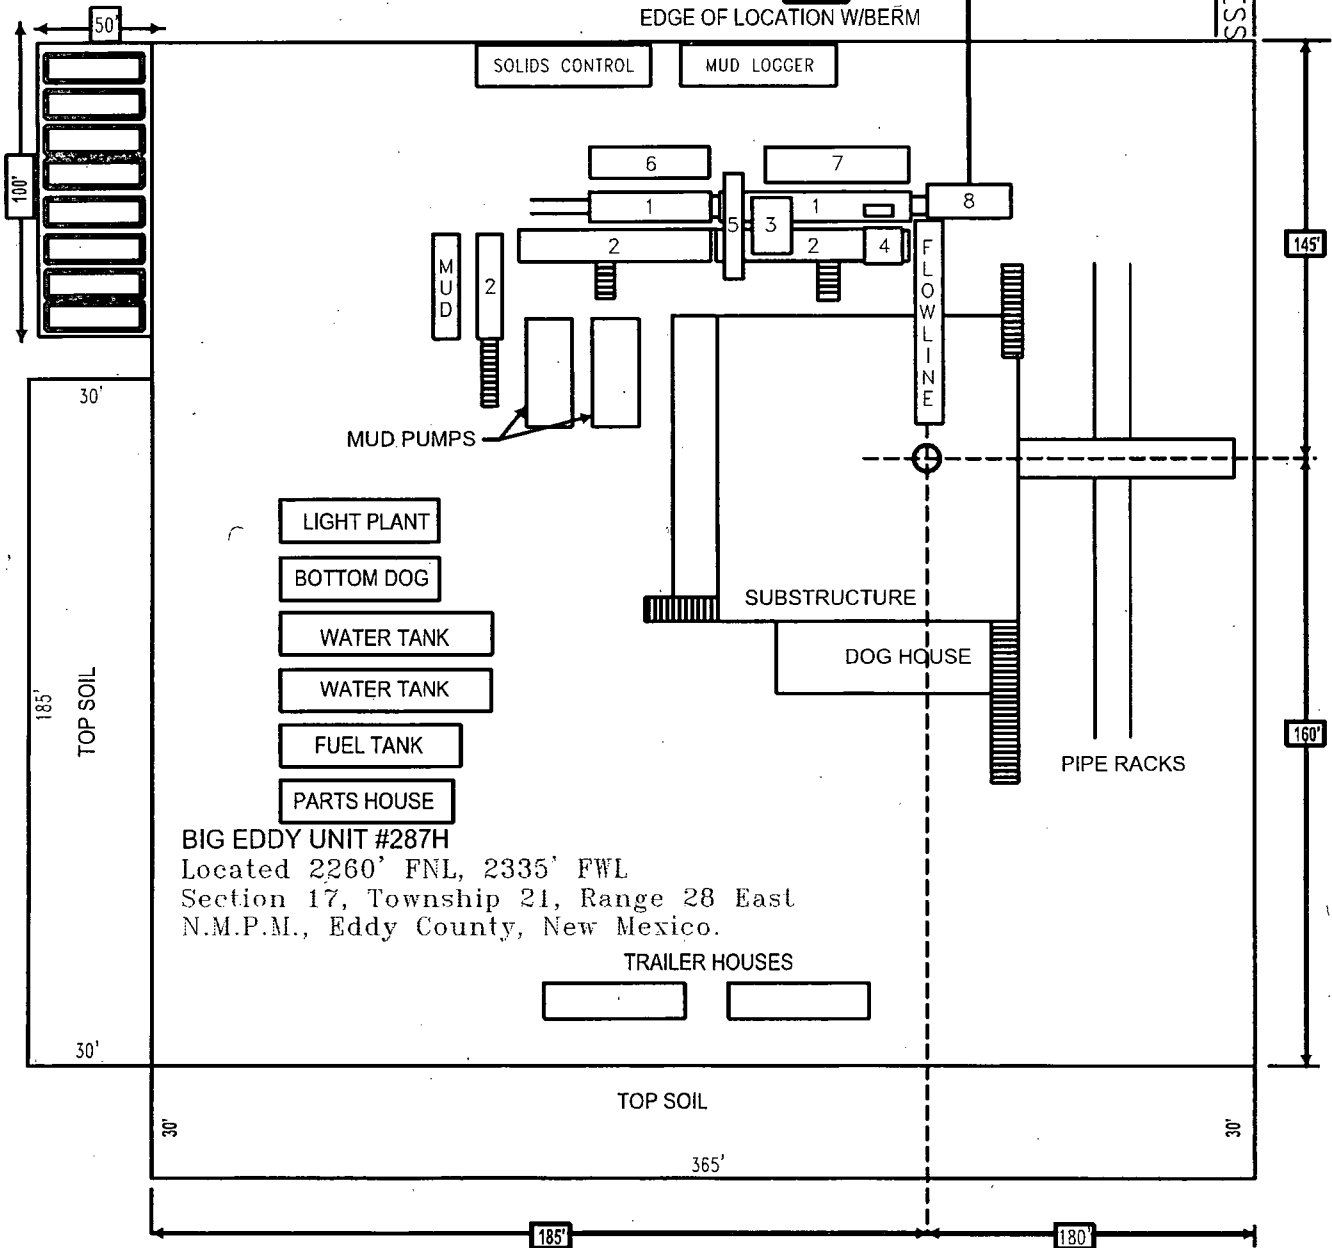 50'
EDGE OF LOCATION W/BERM
SOLIDS CONTROL
MUD LOGGER
100'
6
7
1
1
8
5
3
2
2
4
145'
MUD
2
FLOWLINE
30'
MUD PUMPS
LIGHT PLANT
BOTTOM DOG
SUBSTRUCTURE
WATER TANK
DOG HOUSE
WATER TANK
185'
TOP SOIL
FUEL TANK
160'
PIPE RACKS
PARTS HOUSE
BIG EDDY UNIT #287H
Located 2260' FNL, 2335' FWL
Section 17, Township 21, Range 28 East
N.M.P.M., Eddy County, New Mexico.
TRAILER HOUSES
30'
TOP SOIL
30'
30'
365'
185'
180'